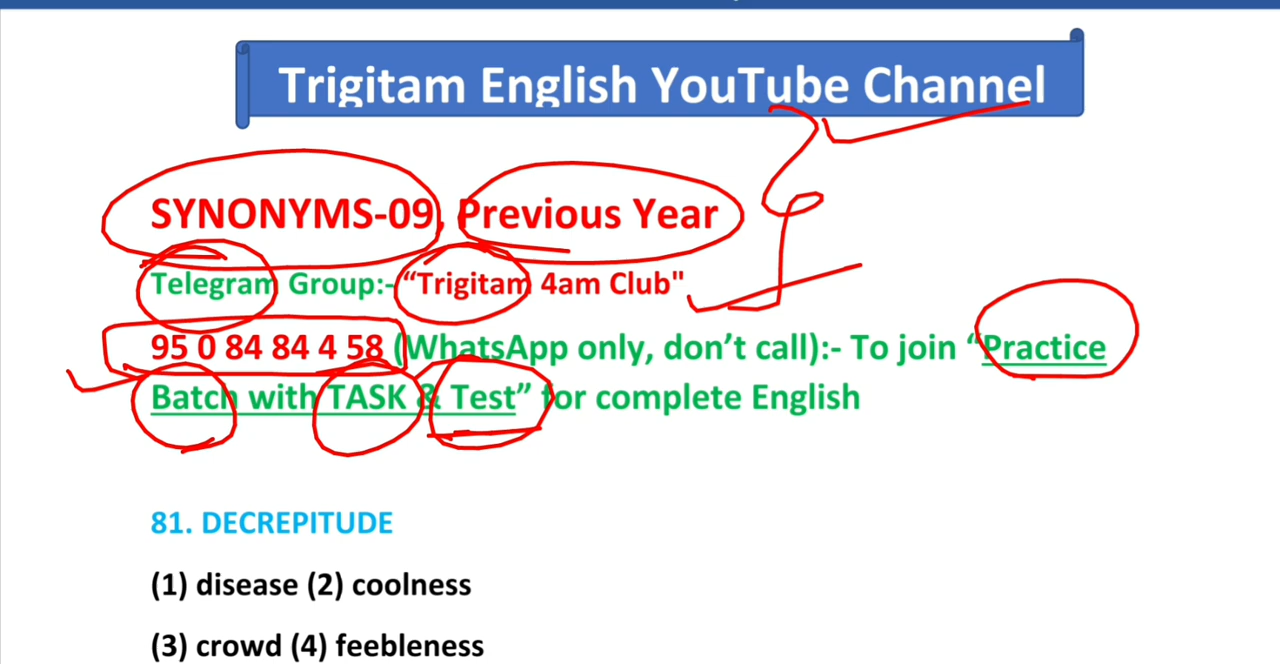 Trigitam English YouTube Channel
SYNONYMS-09, Previous Year
Telegram Group:- “Trigitam 4am Club"
95 0 84 84 4 58 (WhatsApp only, don’t call):- To join “Practice
Batch with TASK & Test” for complete English
81. DECREPITUDE
(1) disease (2) coolness
(3) crowd (4) feebleness